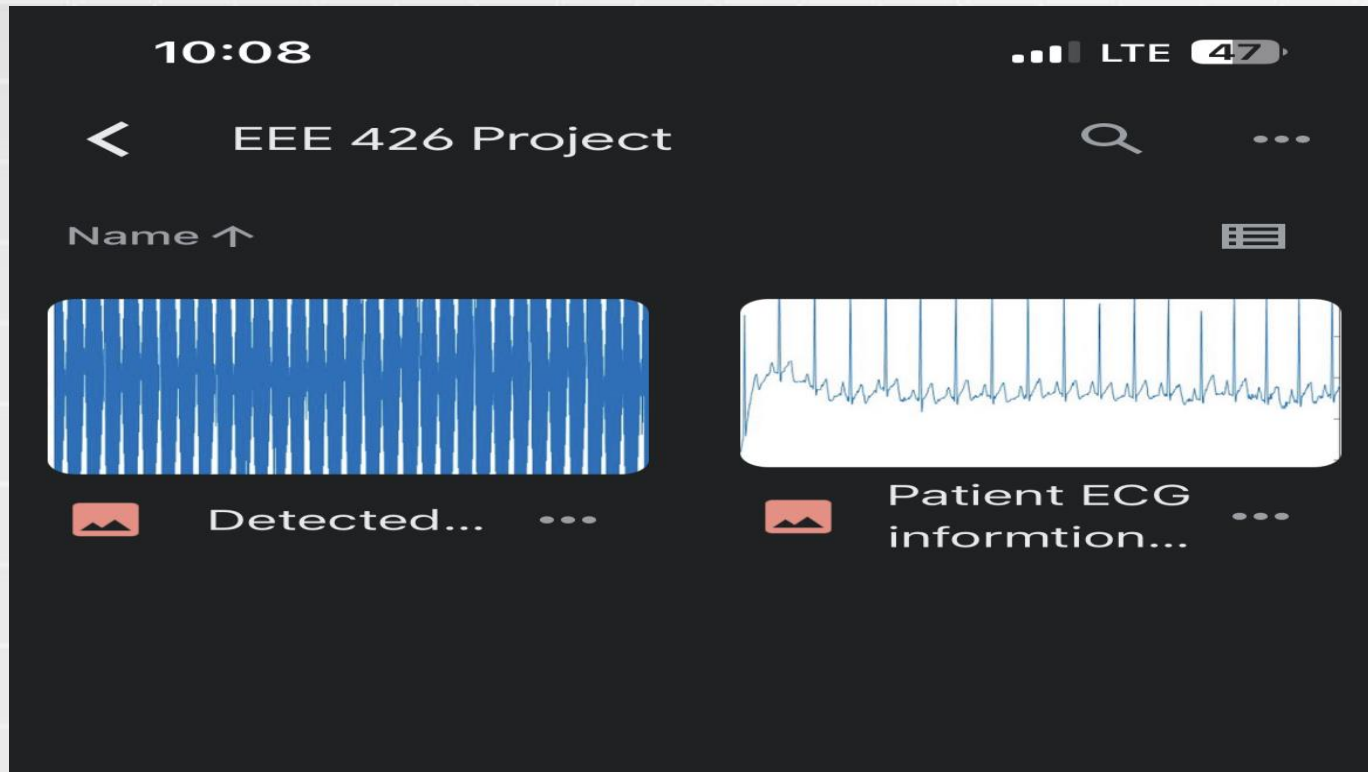 10:08 LTE 47
EEE 426 Project
Name
Detected...
Patient ECG
informtion...